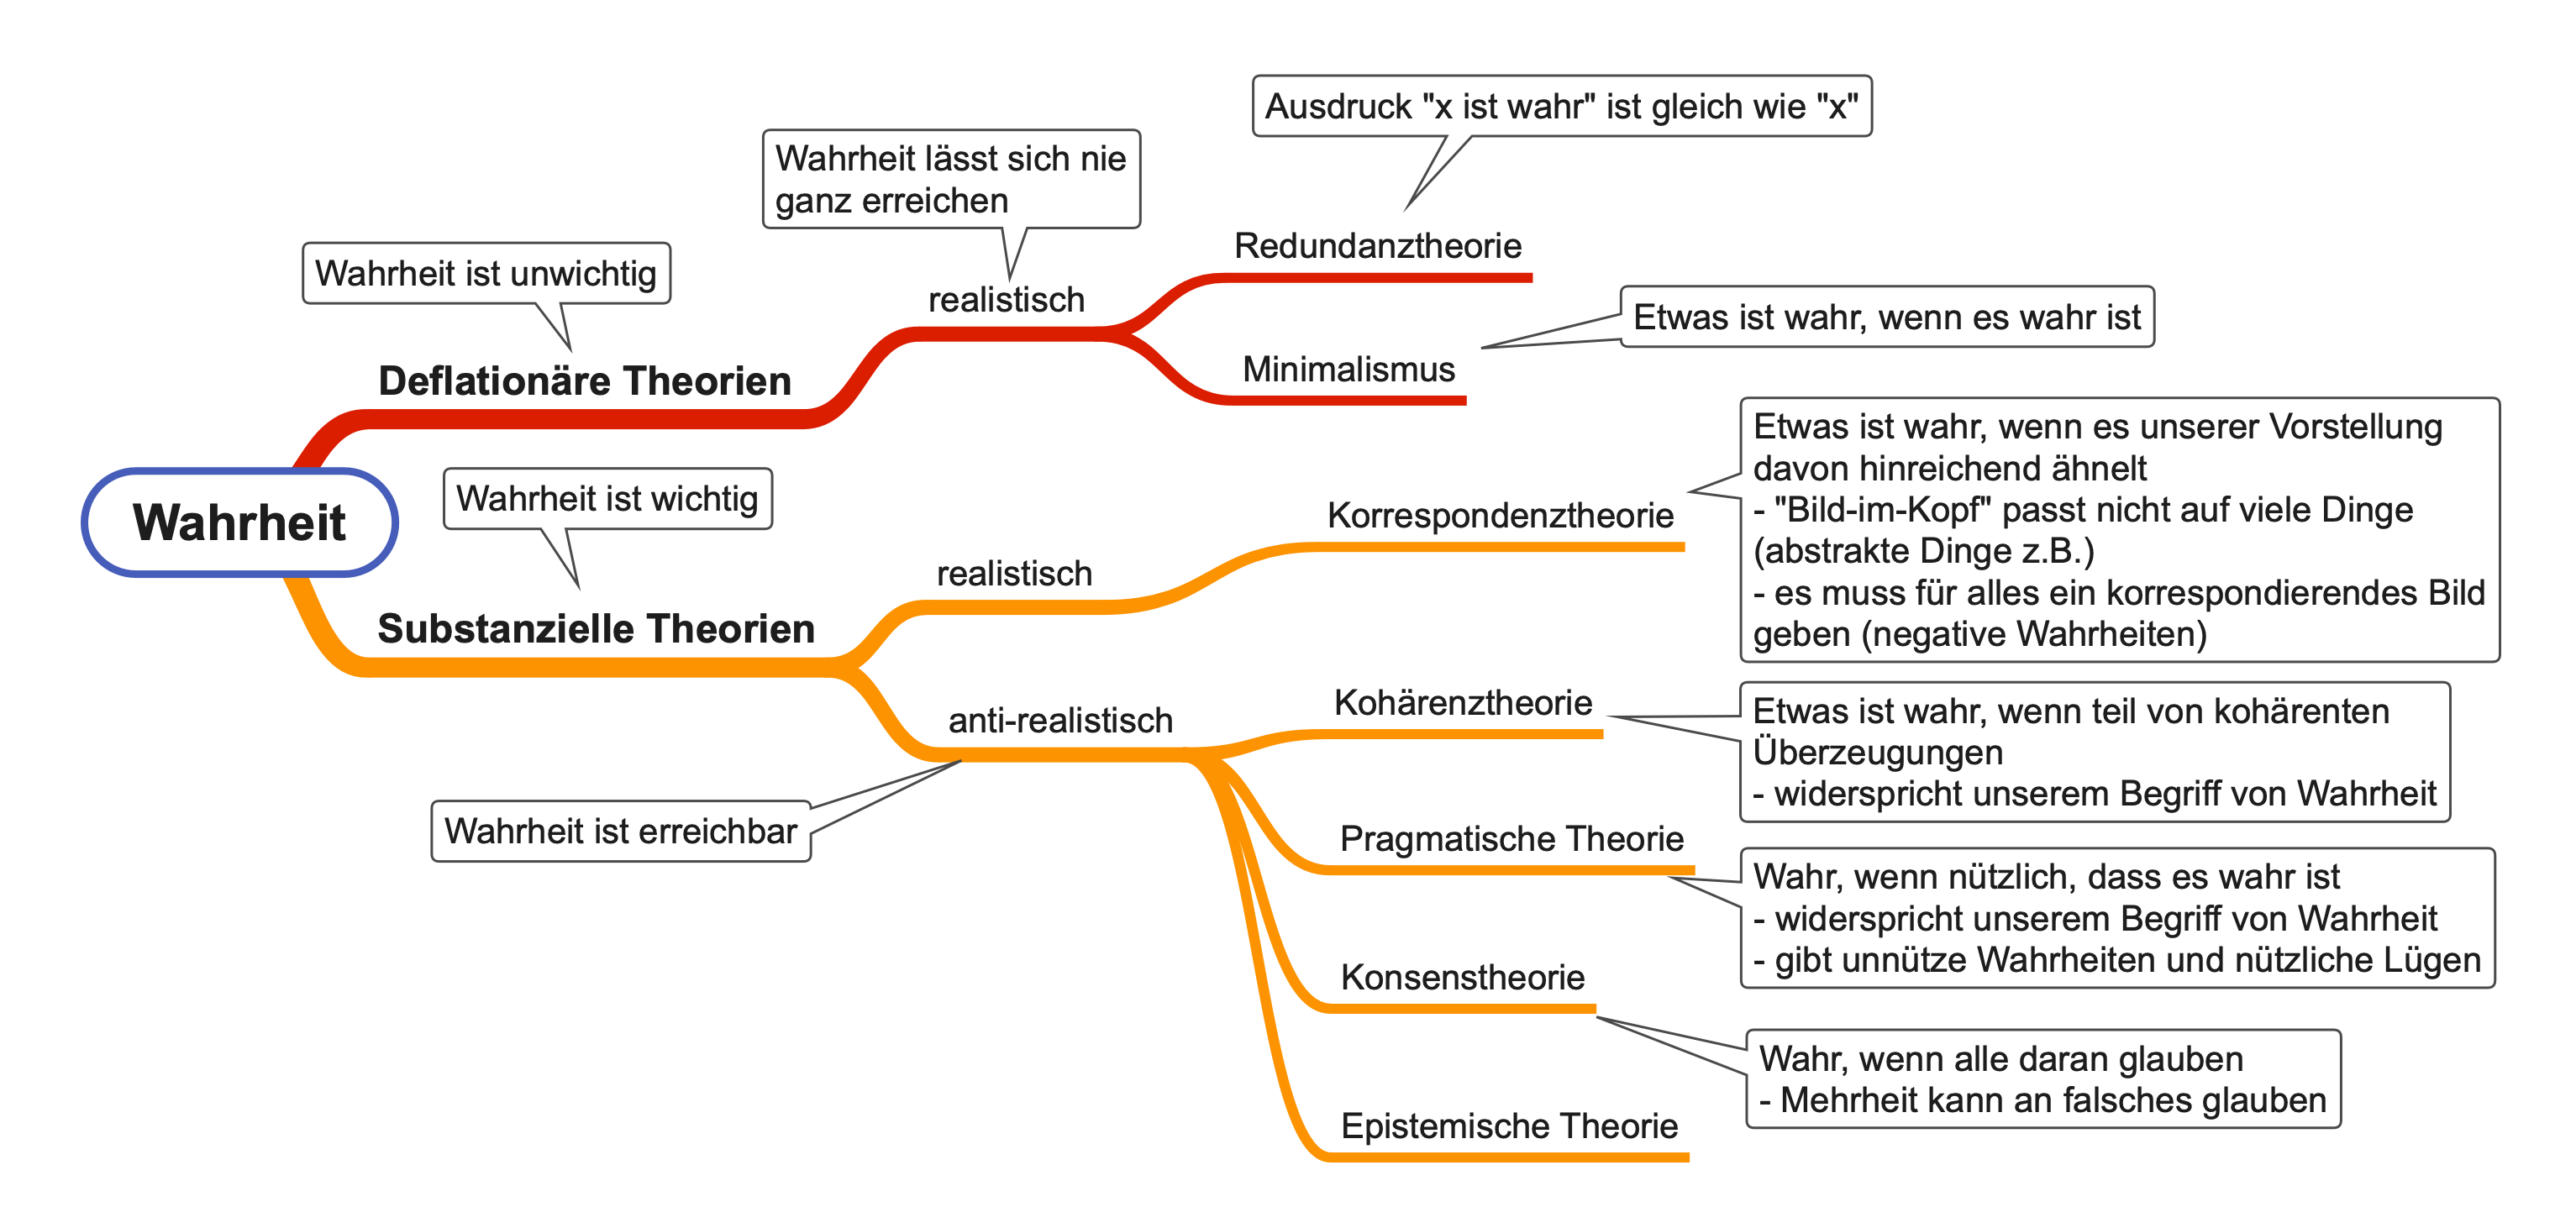 Ausdruck "x ist wahr" ist gleich wie "x"
Wahrheit lässt sich nie
ganz erreichen
Wahrheit ist unwichtig
realistisch
Redundanztheorie
Etwas ist wahr, wenn es wahr ist
Minimalismus
Deflationäre Theorien
Wahrheit
Wahrheit ist wichtig
Substanzielle Theorien
realistisch
Korrespondenztheorie
Etwas ist wahr, wenn es unserer Vorstellung
davon hinreichend ähnelt
- "Bild-im-Kopf" passt nicht auf viele Dinge
(abstrakte Dinge z.B.)
- es muss für alles ein korrespondierendes Bild
geben (negative Wahrheiten)
anti-realistisch
Wahrheit ist erreichbar
Kohärenztheorie
Etwas ist wahr, wenn teil von kohärenten
Überzeugungen
- widerspricht unserem Begriff von Wahrheit
Pragmatische Theorie
Wahr, wenn nützlich, dass es wahr ist
- widerspricht unserem Begriff von Wahrheit
- gibt unnütze Wahrheiten und nützliche Lügen
Konsenstheorie
Wahr, wenn alle daran glauben
- Mehrheit kann an falsches glauben
Epistemische Theorie